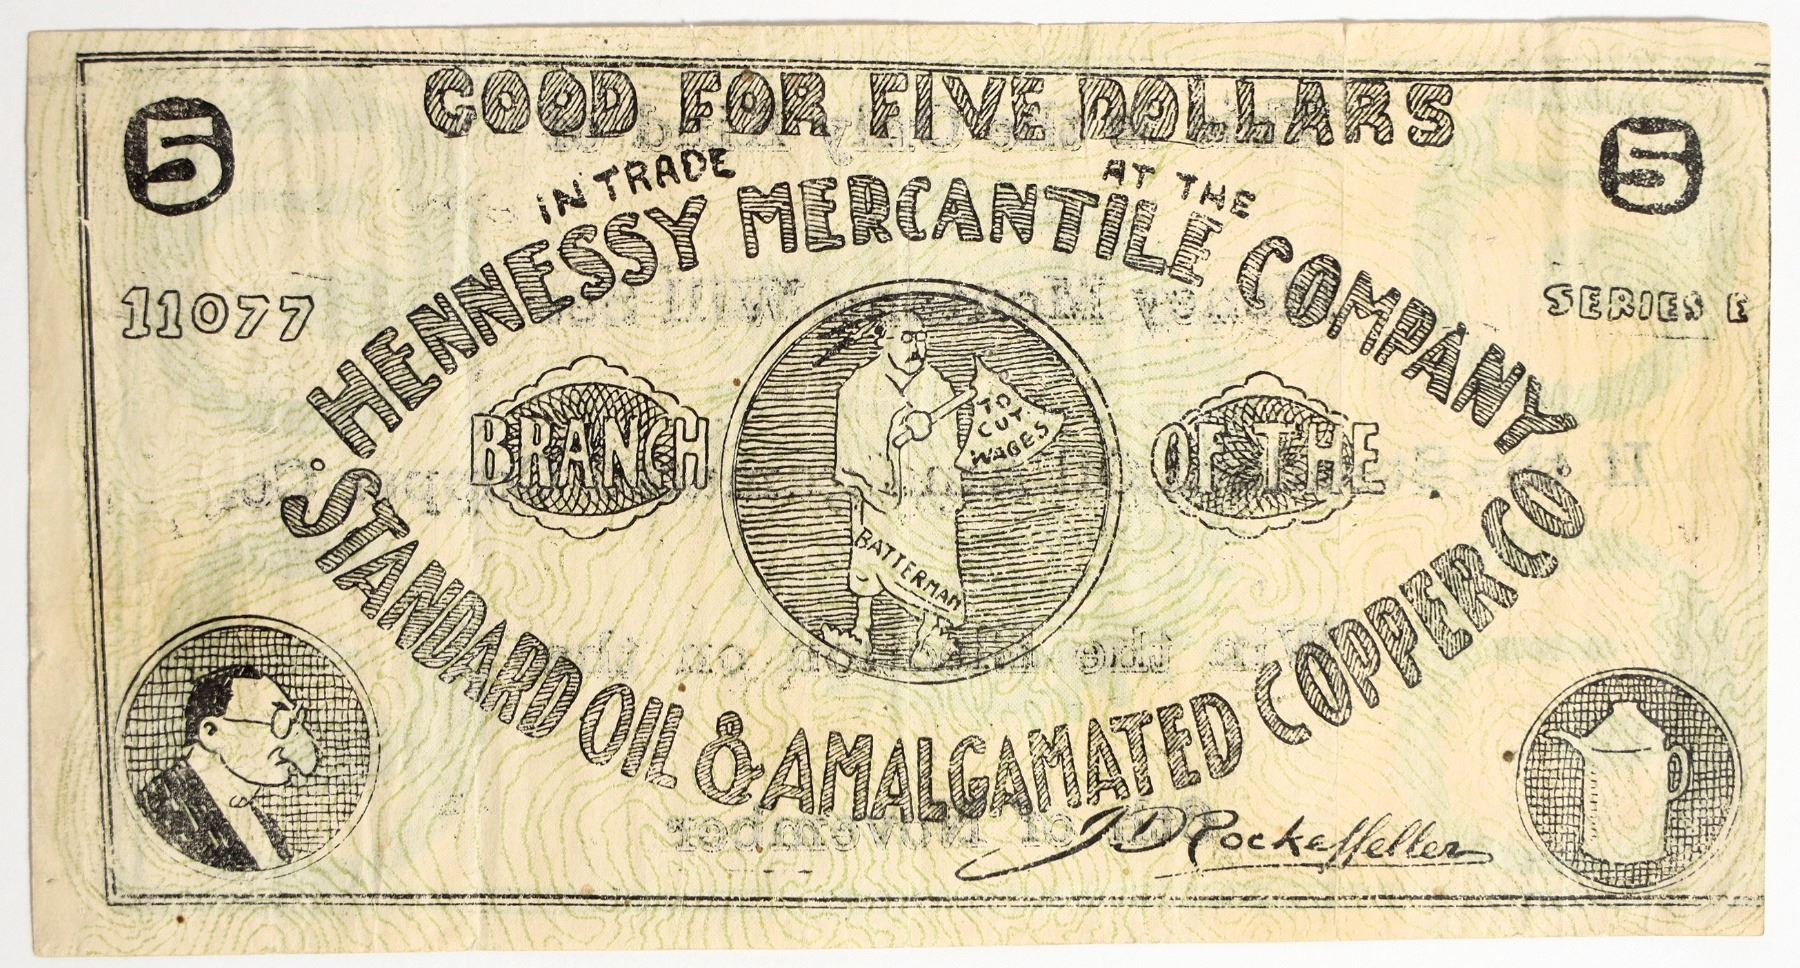 GOOD FOR FIVE DOLLARS
5
5
IN TRADE AT THE
HENNESSY MERCANTILE COMPANY
11077
SERIES E
TO
CUT
WAGES
BRANCH
OF THE
BATTERMAN
STANDARD OIL & AMALGAMATED COPPER CO.
J D Rockefeller